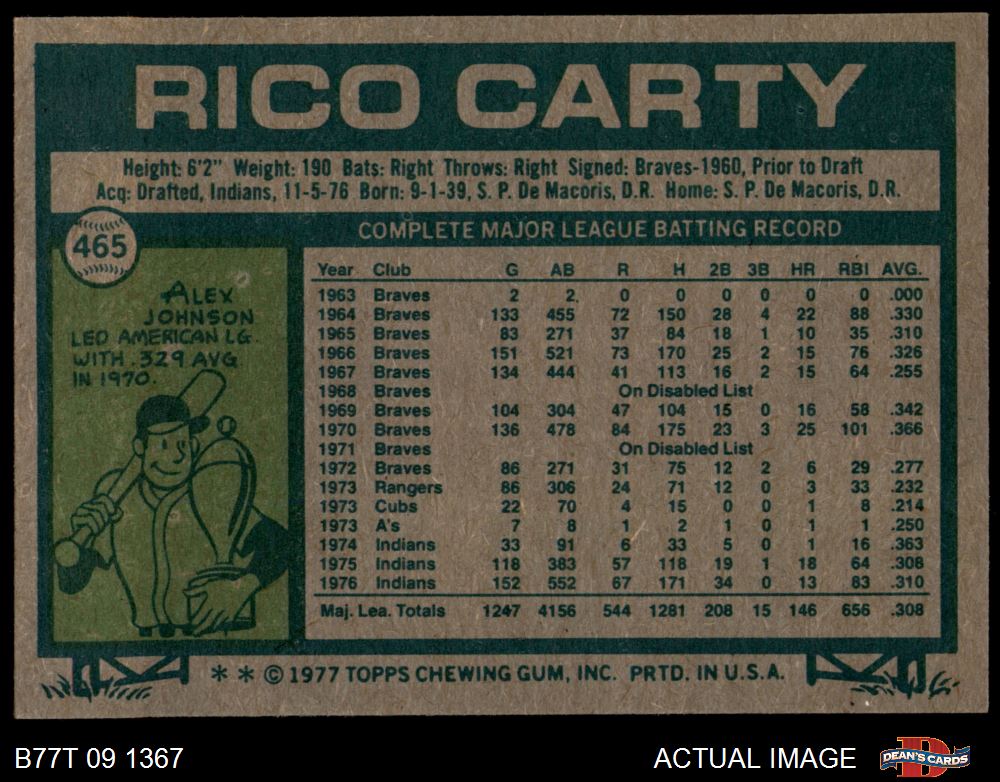 RICO CARTY
Height: 6'2" Weight: 190 Bats: Right Throws: Right Signed: Braves-1960, Prior to Draft
Acq: Drafted, Indians, 11-5-76 Born: 9-1-39, S. P. De Macoris, D.R. Home: S. P. De Macoris, D.R.
465
ALEX
JOHNSON
LED AMERICAN LG.
WITH .329 AVG
IN 1970.
COMPLETE MAJOR LEAGUE BATTING RECORD
Year Club G AB R H 2B 3B HR RBI AVG.
1963 Braves 2 2 0 0 0 0 0 0 .000
1964 Braves 133 455 72 150 28 4 22 88 .330
1965 Braves 83 271 37 84 18 1 10 35 .310
1966 Braves 151 521 73 170 25 2 15 76 .326
1967 Braves 134 444 41 113 16 2 15 64 .255
1968 Braves On Disabled List
1969 Braves 104 304 47 104 15 0 16 58 .342
1970 Braves 136 478 84 175 23 3 25 101 .366
1971 Braves On Disabled List
1972 Braves 86 271 31 75 12 2 6 29 .277
1973 Rangers 86 306 24 71 12 0 3 33 .232
1973 Cubs 22 70 4 15 0 0 1 8 .214
1973 A's 7 8 1 2 1 0 1 1 .250
1974 Indians 33 91 6 33 5 0 1 16 .363
1975 Indians 118 383 57 118 19 1 18 64 .308
1976 Indians 152 552 67 171 34 0 13 83 .310
Maj. Lea. Totals 1247 4156 544 1281 208 15 146 656 .308
* * © 1977 TOPPS CHEWING GUM, INC. PRTD. IN U.S.A.
B77T 09 1367
ACTUAL IMAGE
DEAN'S CARDS